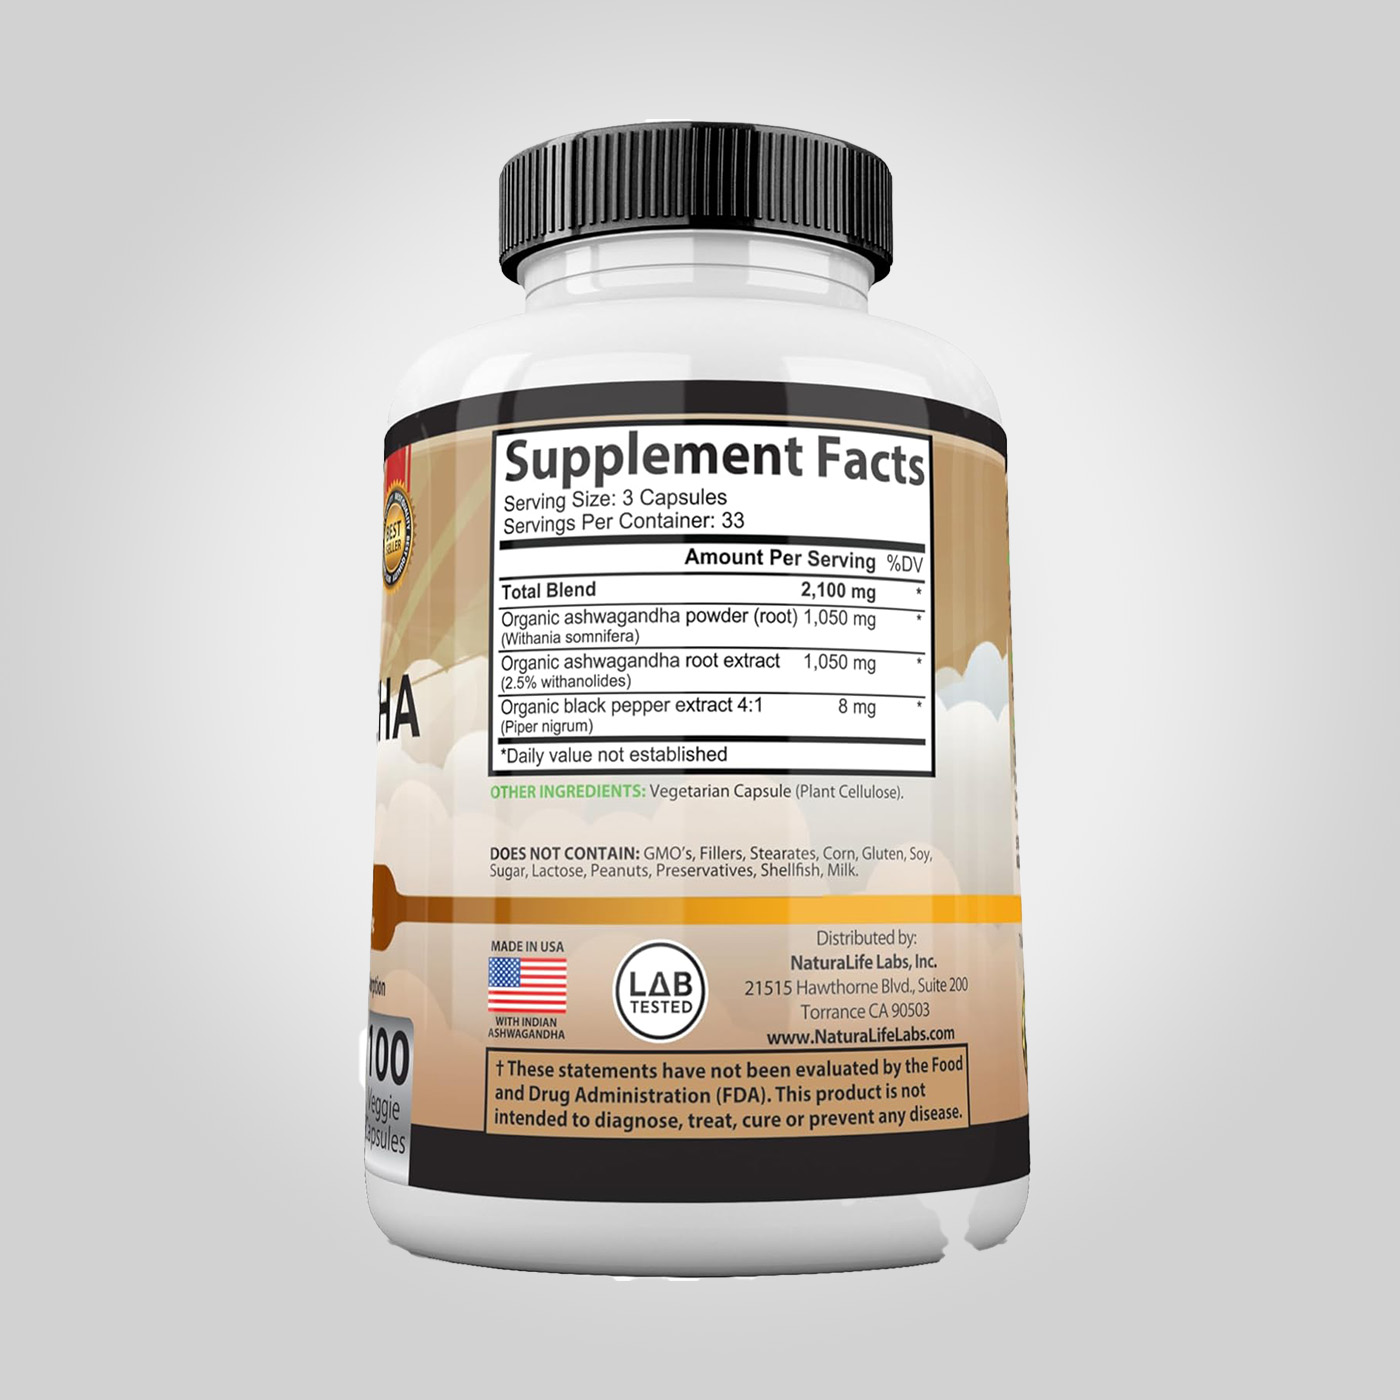 Supplement Facts
Serving Size: 3 Capsules
Servings Per Container: 33
Amount Per Serving %DV
Total Blend 2,100 mg *
Organic ashwagandha powder (root) 1,050 mg *
(Withania somnifera)
Organic ashwagandha root extract 1,050 mg *
(2.5% withanolides)
Organic black pepper extract 4:1 8 mg *
(Piper nigrum)
*Daily value not established
OTHER INGREDIENTS: Vegetarian Capsule (Plant Cellulose).
DOES NOT CONTAIN: GMO's, Fillers, Stearates, Corn, Gluten, Soy,
Sugar, Lactose, Peanuts, Preservatives, Shellfish, Milk.
MADE IN USA
WITH INDIAN
ASHWAGANDHA
LAB
TESTED
Distributed by:
NaturaLife Labs, Inc.
21515 Hawthorne Blvd., Suite 200
Torrance CA 90503
www.NaturaLifeLabs.com
† These statements have not been evaluated by the Food
and Drug Administration (FDA). This product is not
intended to diagnose, treat, cure or prevent any disease.
BEST
SELLER
HA
100
Veggie
Capsules